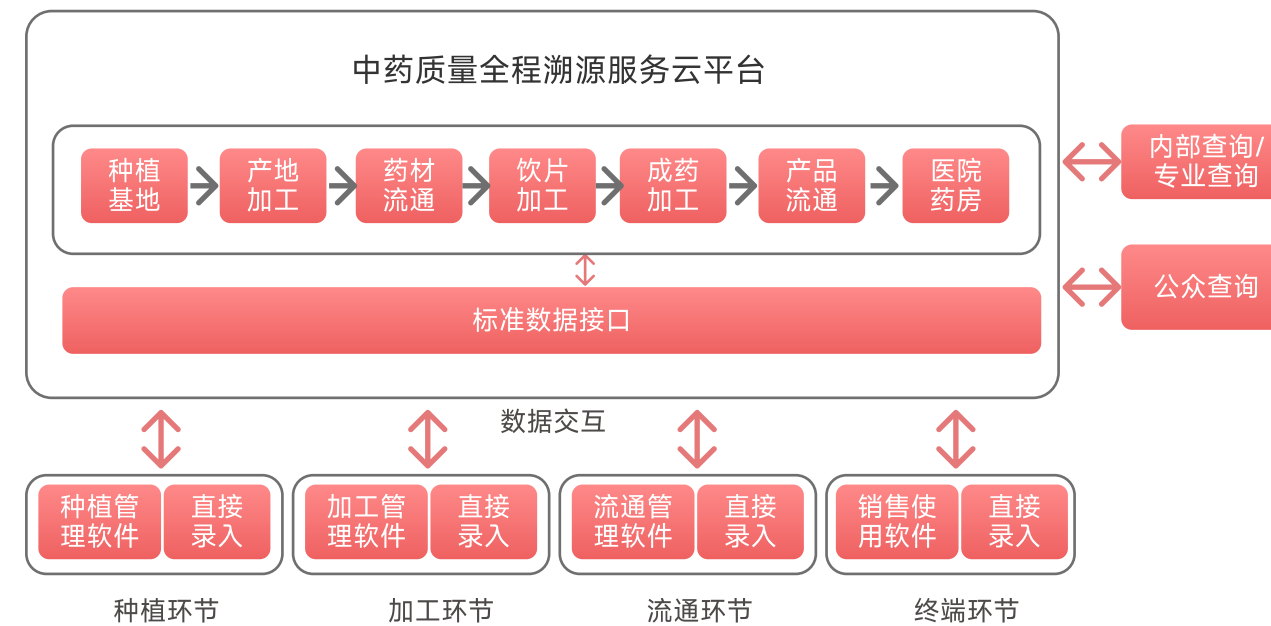 中药质量全程溯源服务云平台
种植
基地
产地
加工
药材
流通
饮片
加工
成药
加工
产品
流通
医院
药房
标准数据接口
内部查询/
专业查询
公众查询
数据交互
种植管
理软件
直接
录入
加工管
理软件
直接
录入
流通管
理软件
直接
录入
销售使
用软件
直接
录入
种植环节
加工环节
流通环节
终端环节